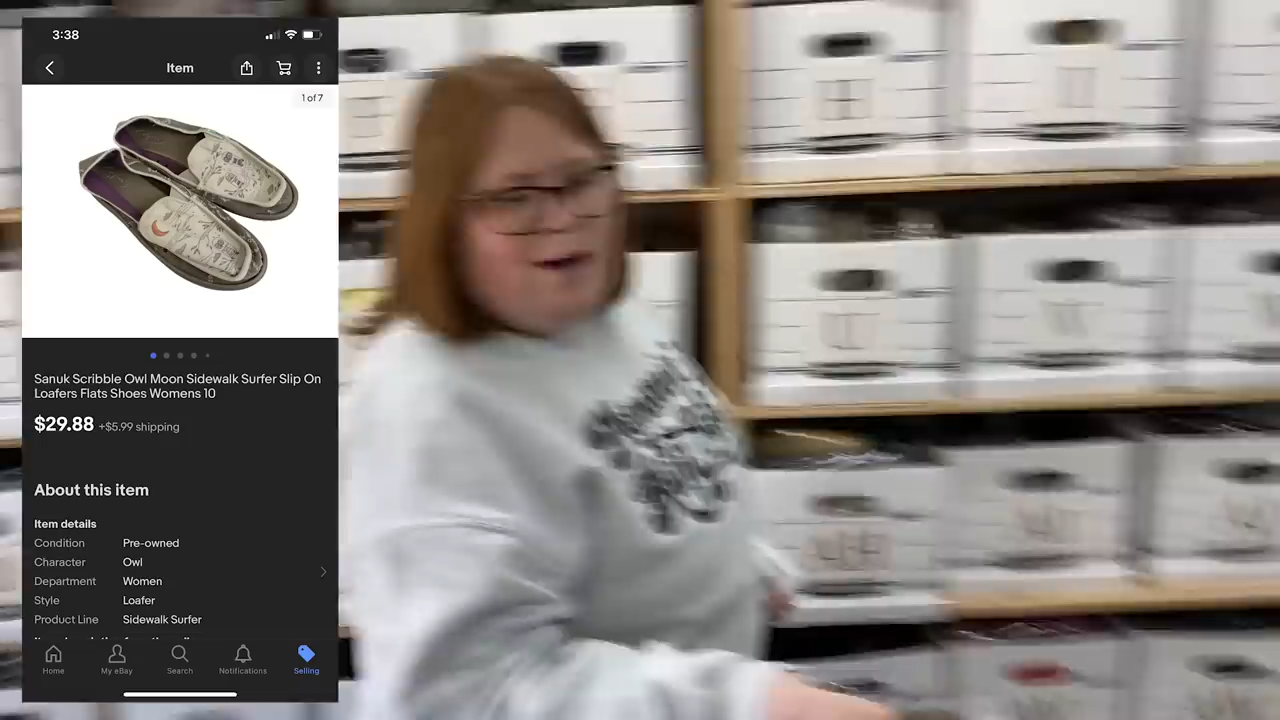 3:38
Item
1 of 7
Sanuk Scribble Owl Moon Sidewalk Surfer Slip On
Loafers Flats Shoes Womens 10
$29.88 +$5.99 shipping
About this item
Item details
Condition Pre-owned
Character Owl
Department Women
Style Loafer
Product Line Sidewalk Surfer
Home My eBay Search Notifications Selling